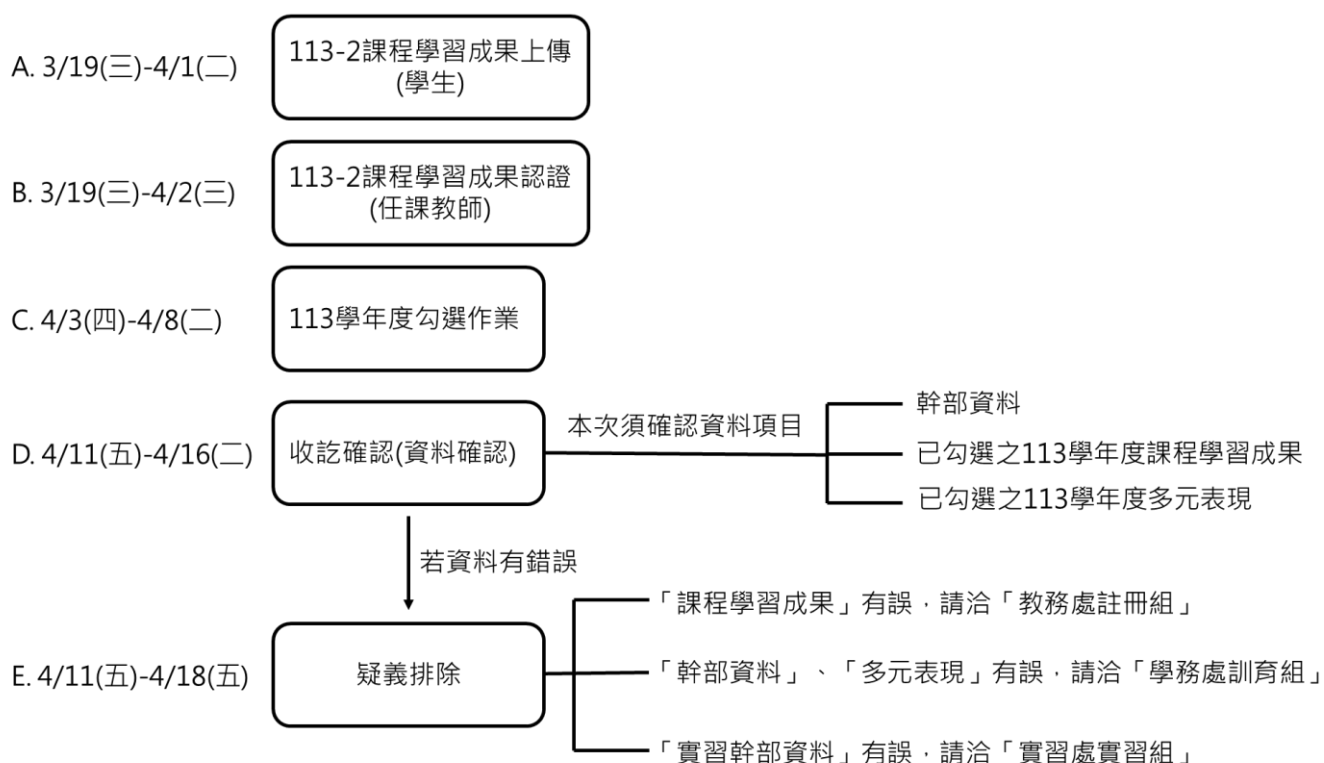 A. 3/19(三)-4/1(二)
113-2課程學習成果上傳
(學生)
B. 3/19(三)-4/2(三)
113-2課程學習成果認證
(任課教師)
C. 4/3(四)-4/8(二)
113學年度勾選作業
D. 4/11(五)-4/16(二)
收訖確認(資料確認)
本次須確認資料項目
幹部資料
已勾選之113學年度課程學習成果
已勾選之113學年度多元表現
若資料有錯誤
E. 4/11(五)-4/18(五)
疑義排除
「課程學習成果」有誤，請洽「教務處註冊組」
「幹部資料」、「多元表現」有誤，請洽「學務處訓育組」
「實習幹部資料」有誤，請洽「實習處實習組」